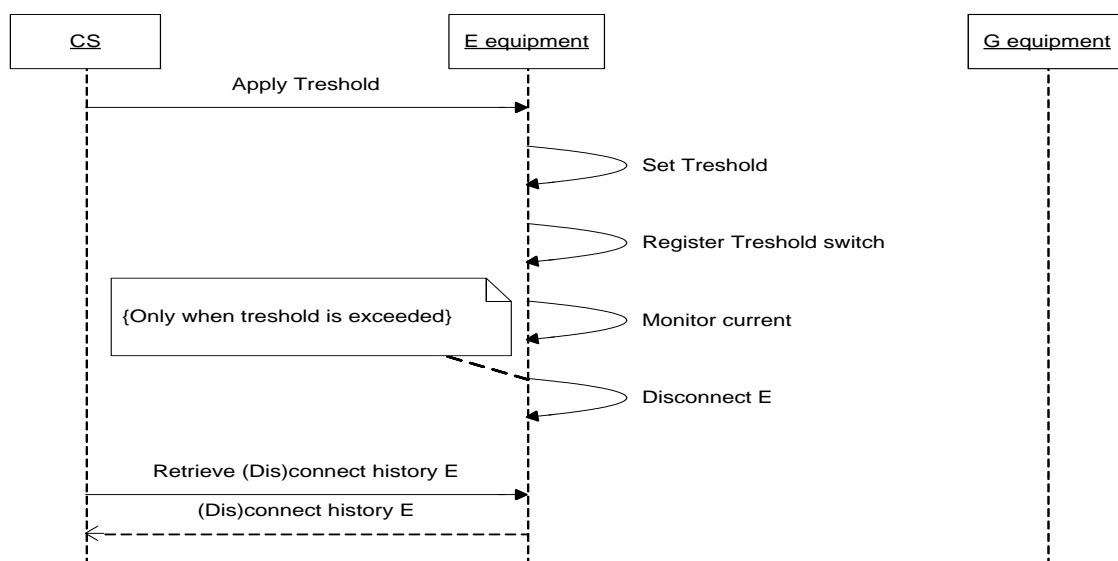 CS
E equipment
G equipment
Apply Treshold
Set Treshold
Register Treshold switch
{Only when treshold is exceeded}
Monitor current
Disconnect E
Retrieve (Dis)connect history E
(Dis)connect history E